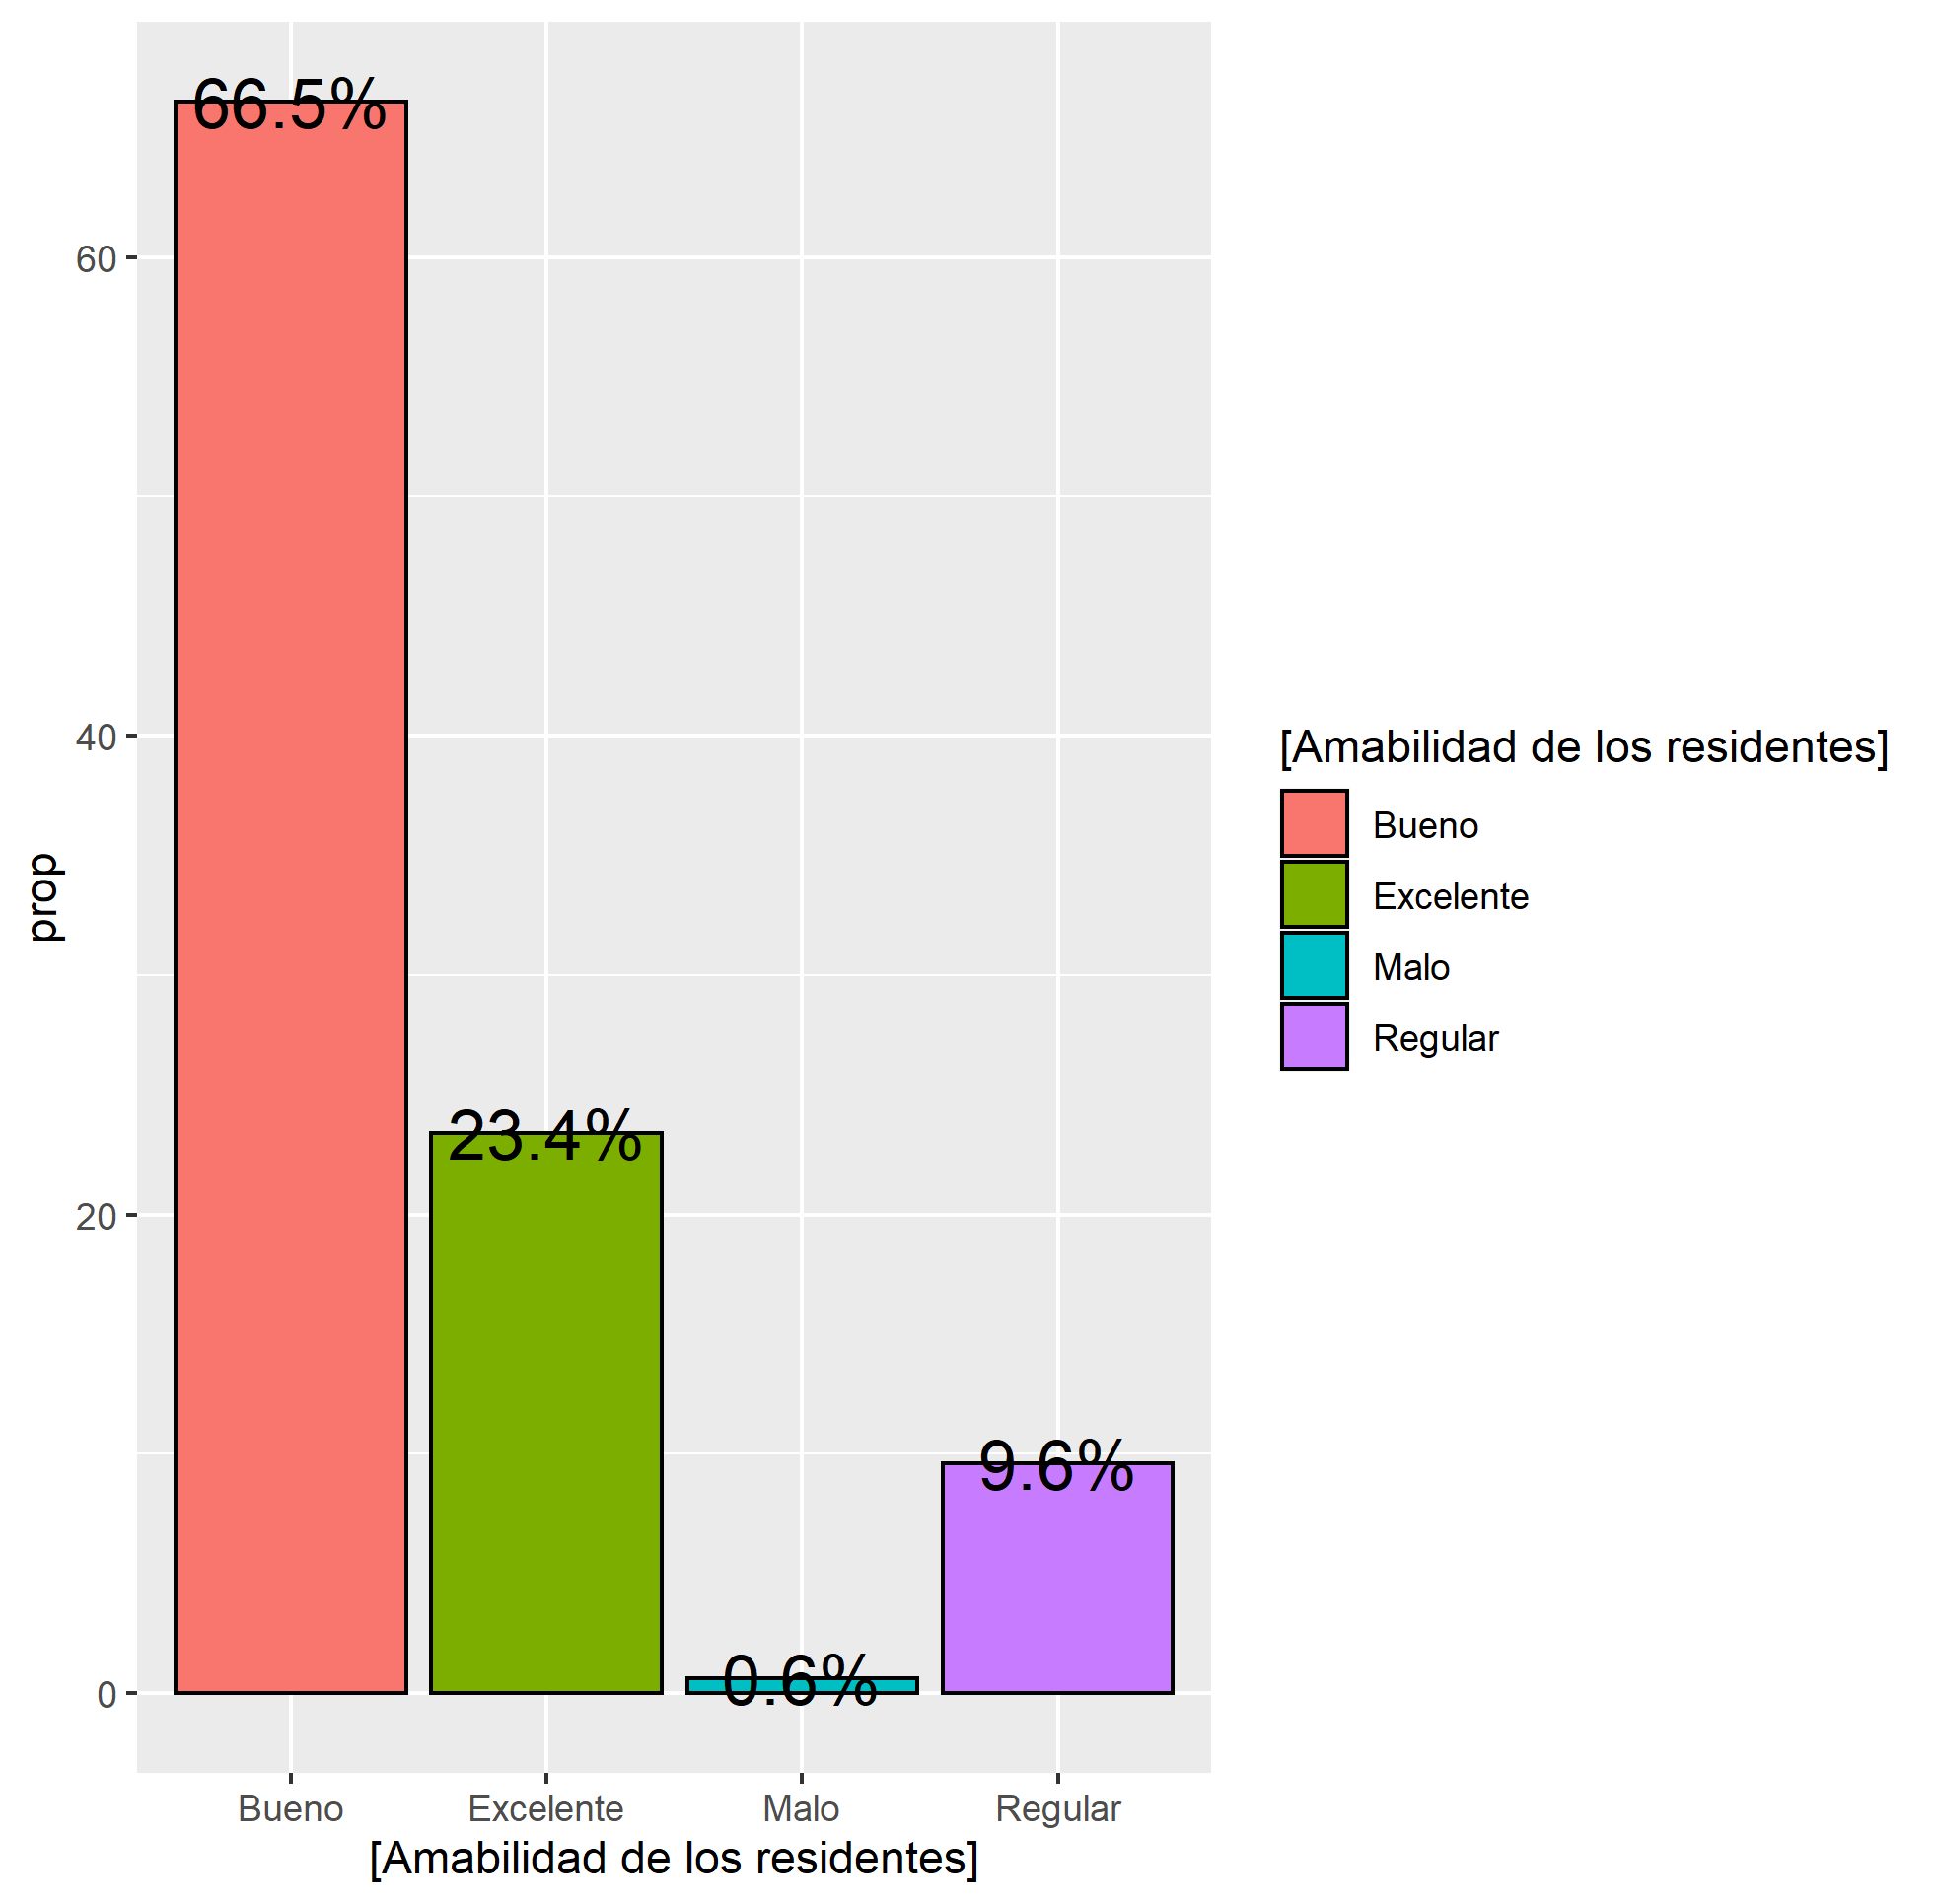 66.5%
60
40
20
0
prop
23.4%
0.6%
9.6%
Bueno
Excelente
Malo
Regular
[Amabilidad de los residentes]
[Amabilidad de los residentes]
Bueno
Excelente
Malo
Regular